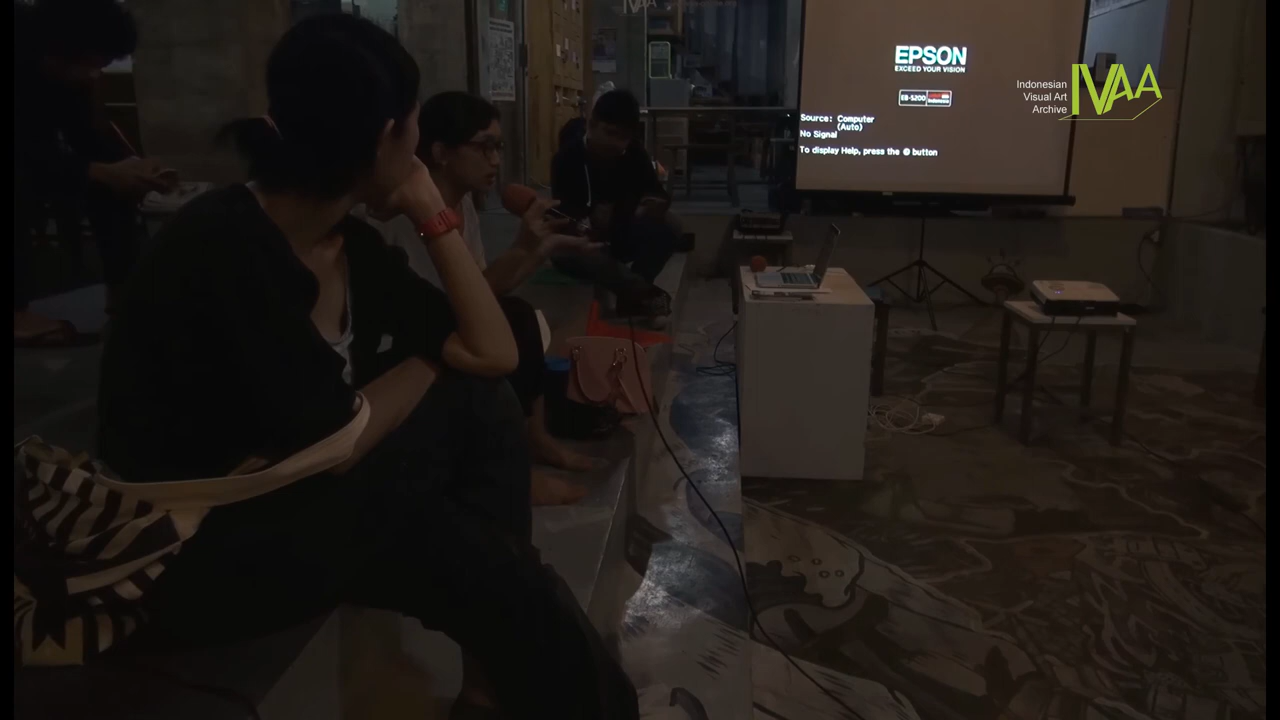 EPSON
EXCEED YOUR VISION
EB-S200
Source: Computer
(Auto)
No Signal
To display Help, press the button
Indonesian
Visual Art
Archive
IVAA
IVAA